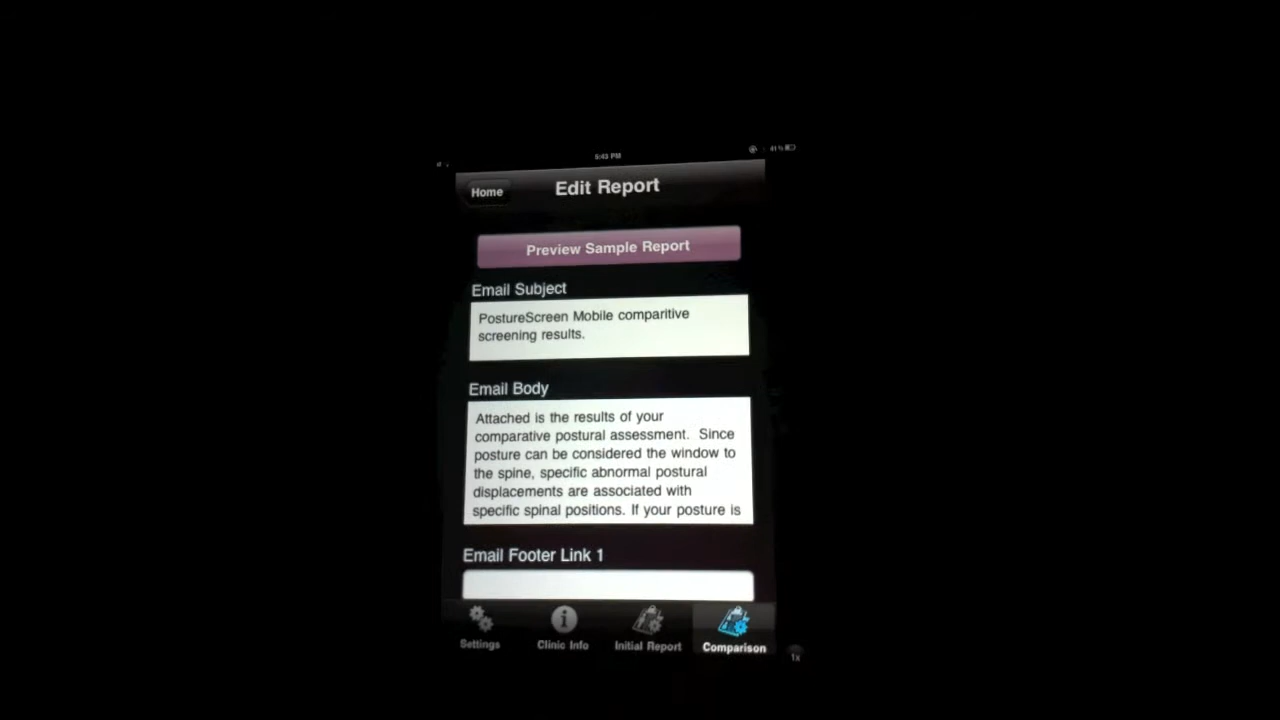 5:43 PM
41%
Home
Edit Report
Preview Sample Report
Email Subject
PostureScreen Mobile comparitive
screening results.
Email Body
Attached is the results of your
comparative postural assessment.  Since
posture can be considered the window to
the spine, specific abnormal postural
displacements are associated with
specific spinal positions. If your posture is
Email Footer Link 1
Settings
Clinic Info
Initial Report
Comparison
1x